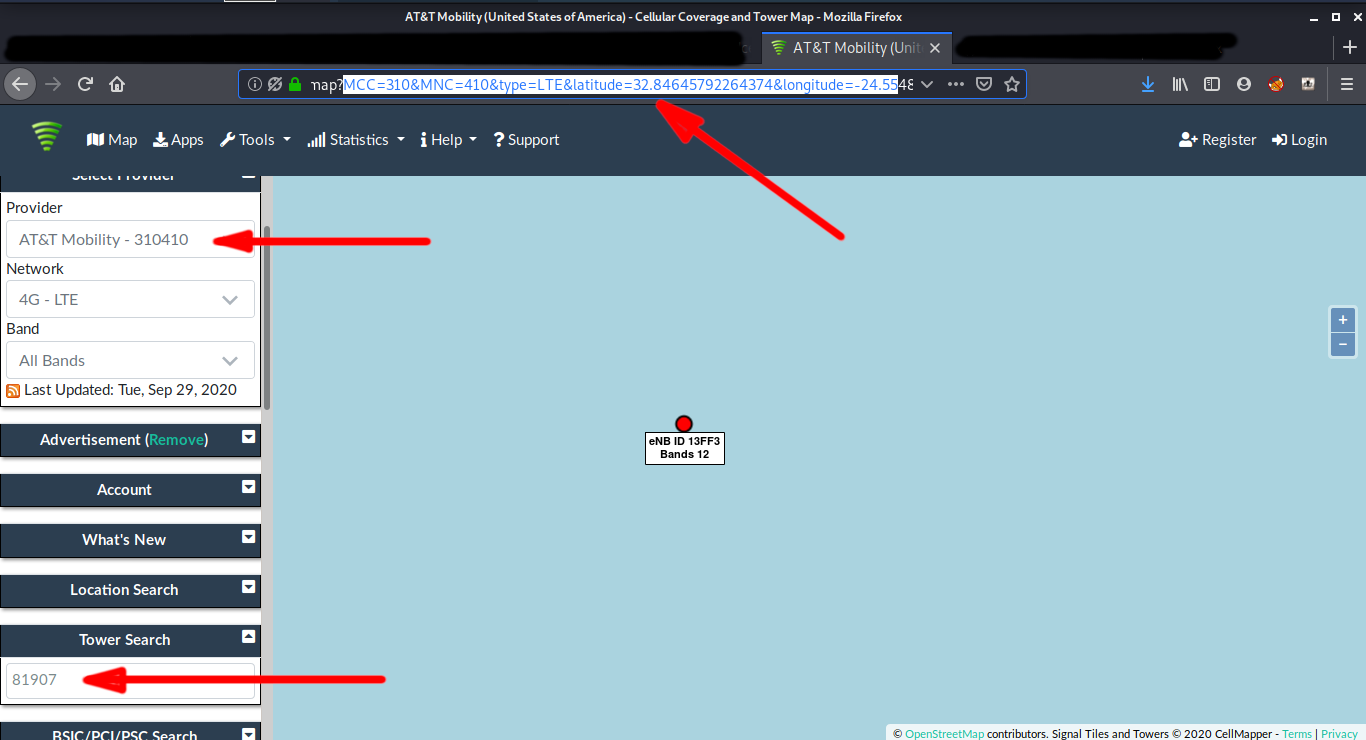 AT&T Mobility (United States of America) - Cellular Coverage and Tower Map - Mozilla Firefox
AT&T Mobility (Unit
map?MCC=310&MNC=410&type=LTE&latitude=32.84645792264374&longitude=-24.5548
Map Apps Tools Statistics Help Support
Register Login
Select Provider
Provider
AT&T Mobility - 310410
Network
4G - LTE
Band
All Bands
Last Updated: Tue, Sep 29, 2020
Advertisement (Remove)
Account
What's New
Location Search
Tower Search
81907
BSIC/PCI/PSC Search
eNB ID 13FF3
Bands 12
+
−
© OpenStreetMap contributors. Signal Tiles and Towers © 2020 CellMapper - Terms | Privacy